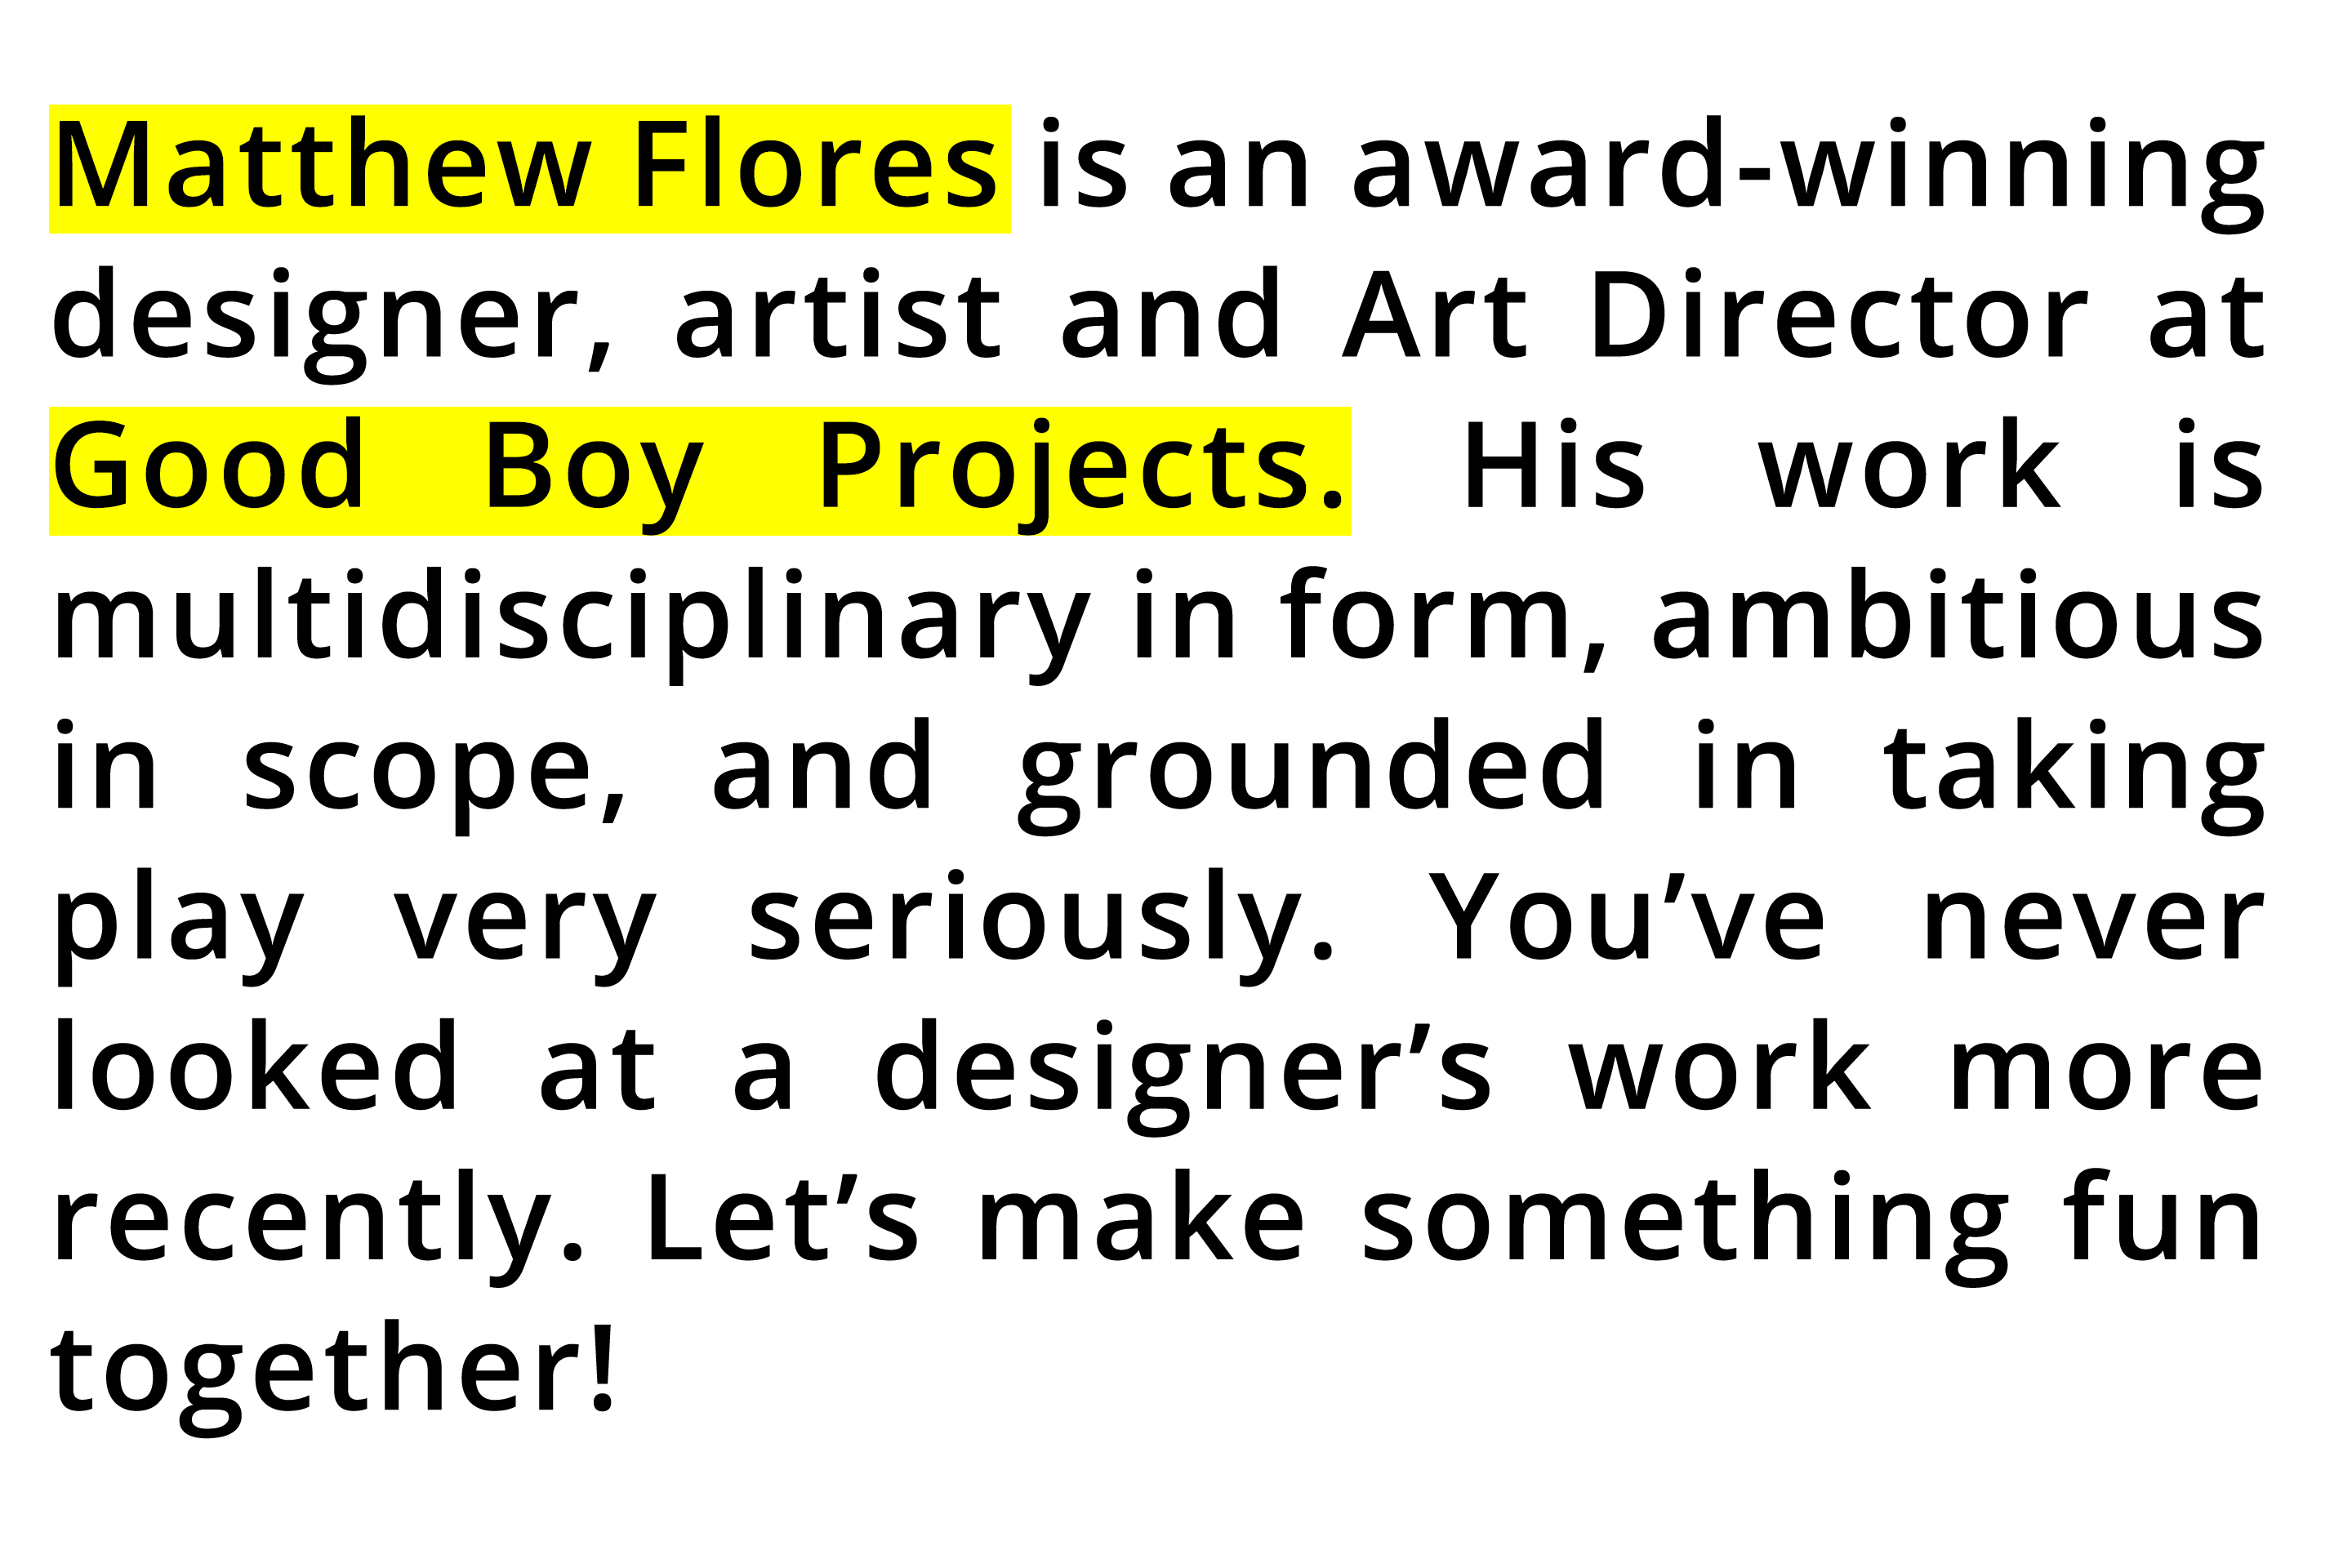 Matthew Flores is an award-winning
designer, artist and Art Director at
Good Boy Projects. His work is
multidisciplinary in form, ambitious
in scope, and grounded in taking
play very seriously. You’ve never
looked at a designer’s work more
recently. Let’s make something fun
together!